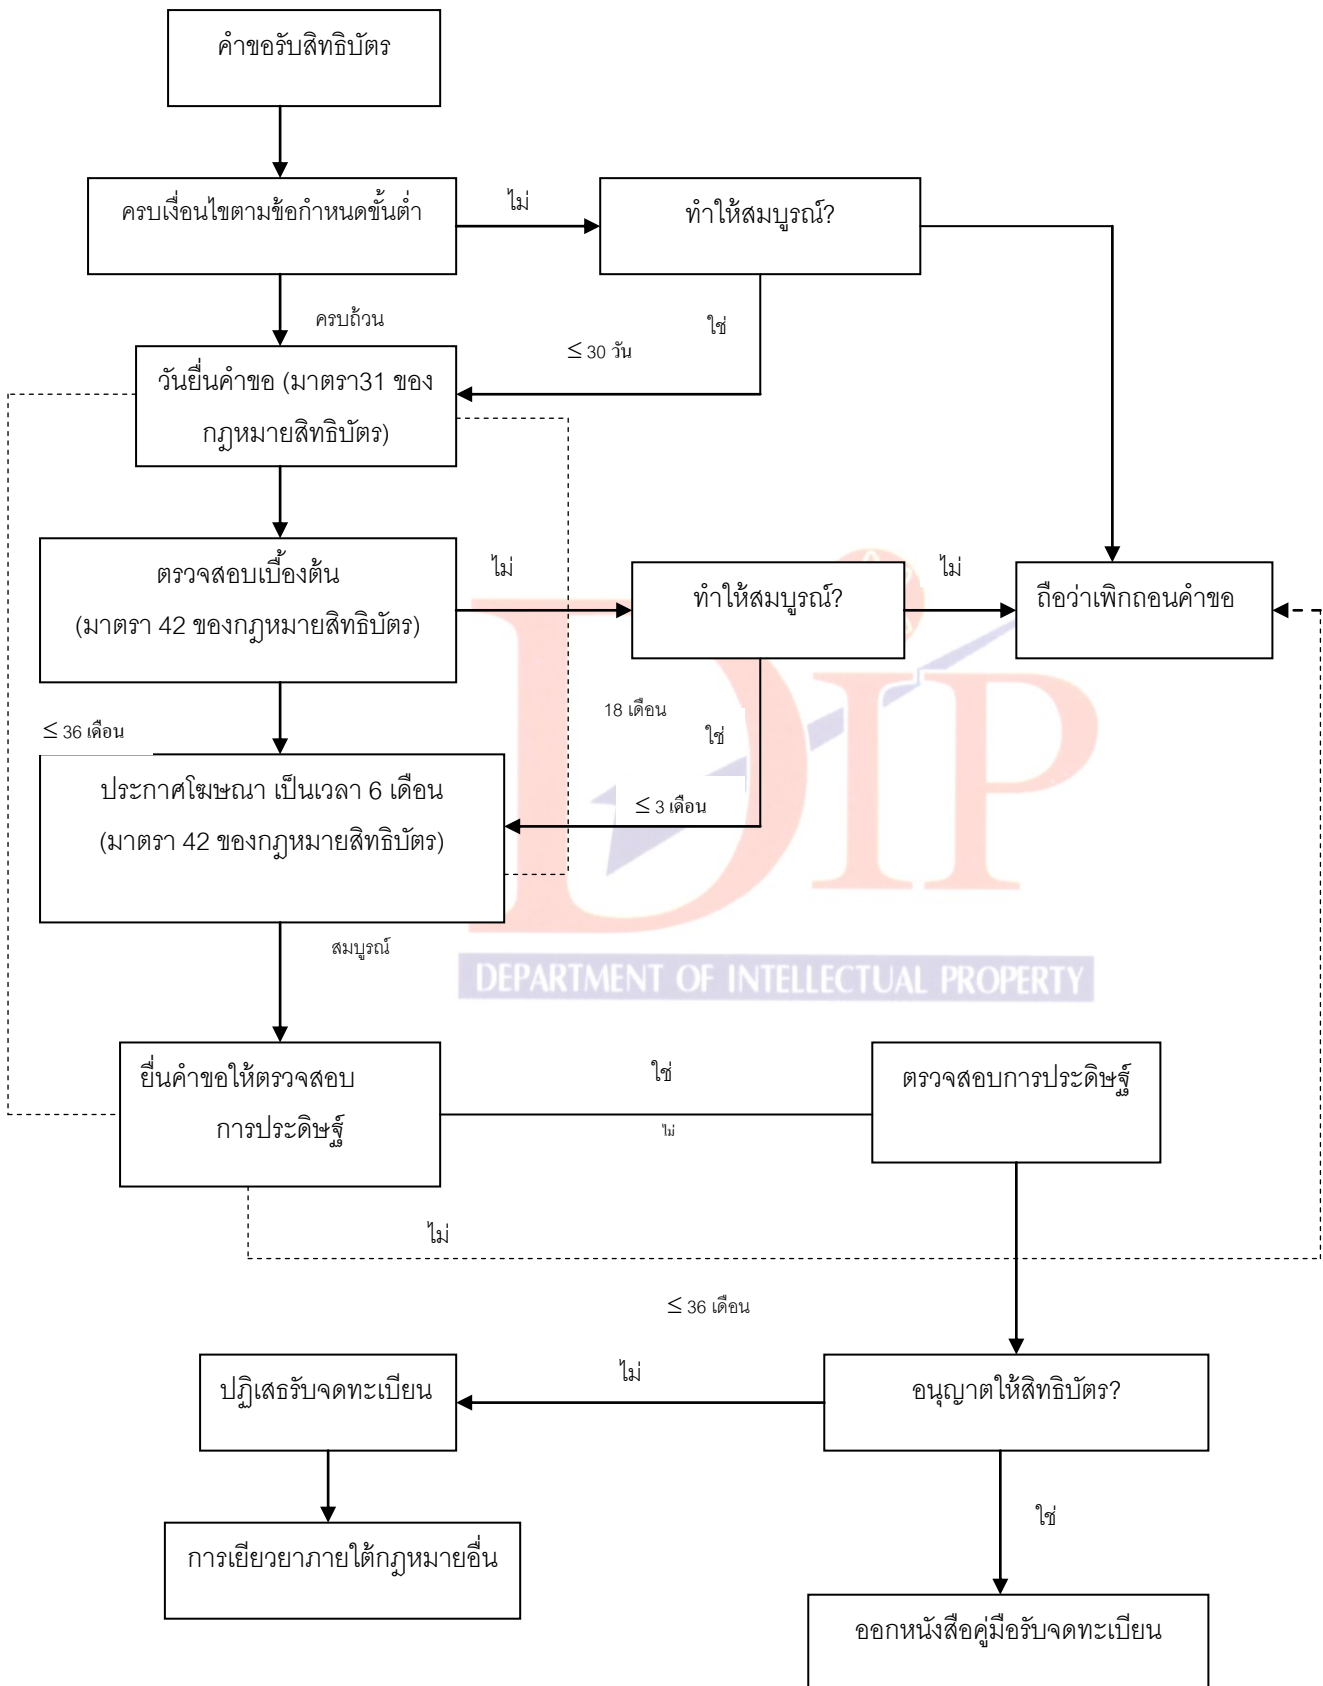 คำขอรับสิทธิบัตร
ครบเงื่อนไขตามข้อกำหนดขั้นต่ำ
ไม่
ทำให้สมบูรณ์?
ครบถ้วน
ใช่
≤ 30 วัน
วันยื่นคำขอ (มาตรา31 ของ
กฎหมายสิทธิบัตร)
ตรวจสอบเบื้องต้น
(มาตรา 42 ของกฎหมายสิทธิบัตร)
ไม่
ทำให้สมบูรณ์?
ไม่
ถือว่าเพิกถอนคำขอ
18 เดือน
ใช่
≤ 36 เดือน
ประกาศโฆษณา เป็นเวลา 6 เดือน
(มาตรา 42 ของกฎหมายสิทธิบัตร)
≤ 3 เดือน
DIP
สมบูรณ์
DEPARTMENT OF INTELLECTUAL PROPERTY
ยื่นคำขอให้ตรวจสอบ
การประดิษฐ์
ใช่
ไม่
ตรวจสอบการประดิษฐ์
ไม่
≤ 36 เดือน
ปฏิเสธรับจดทะเบียน
ไม่
อนุญาตให้สิทธิบัตร?
ใช่
การเยียวยาภายใต้กฎหมายอื่น
ออกหนังสือคู่มือรับจดทะเบียน